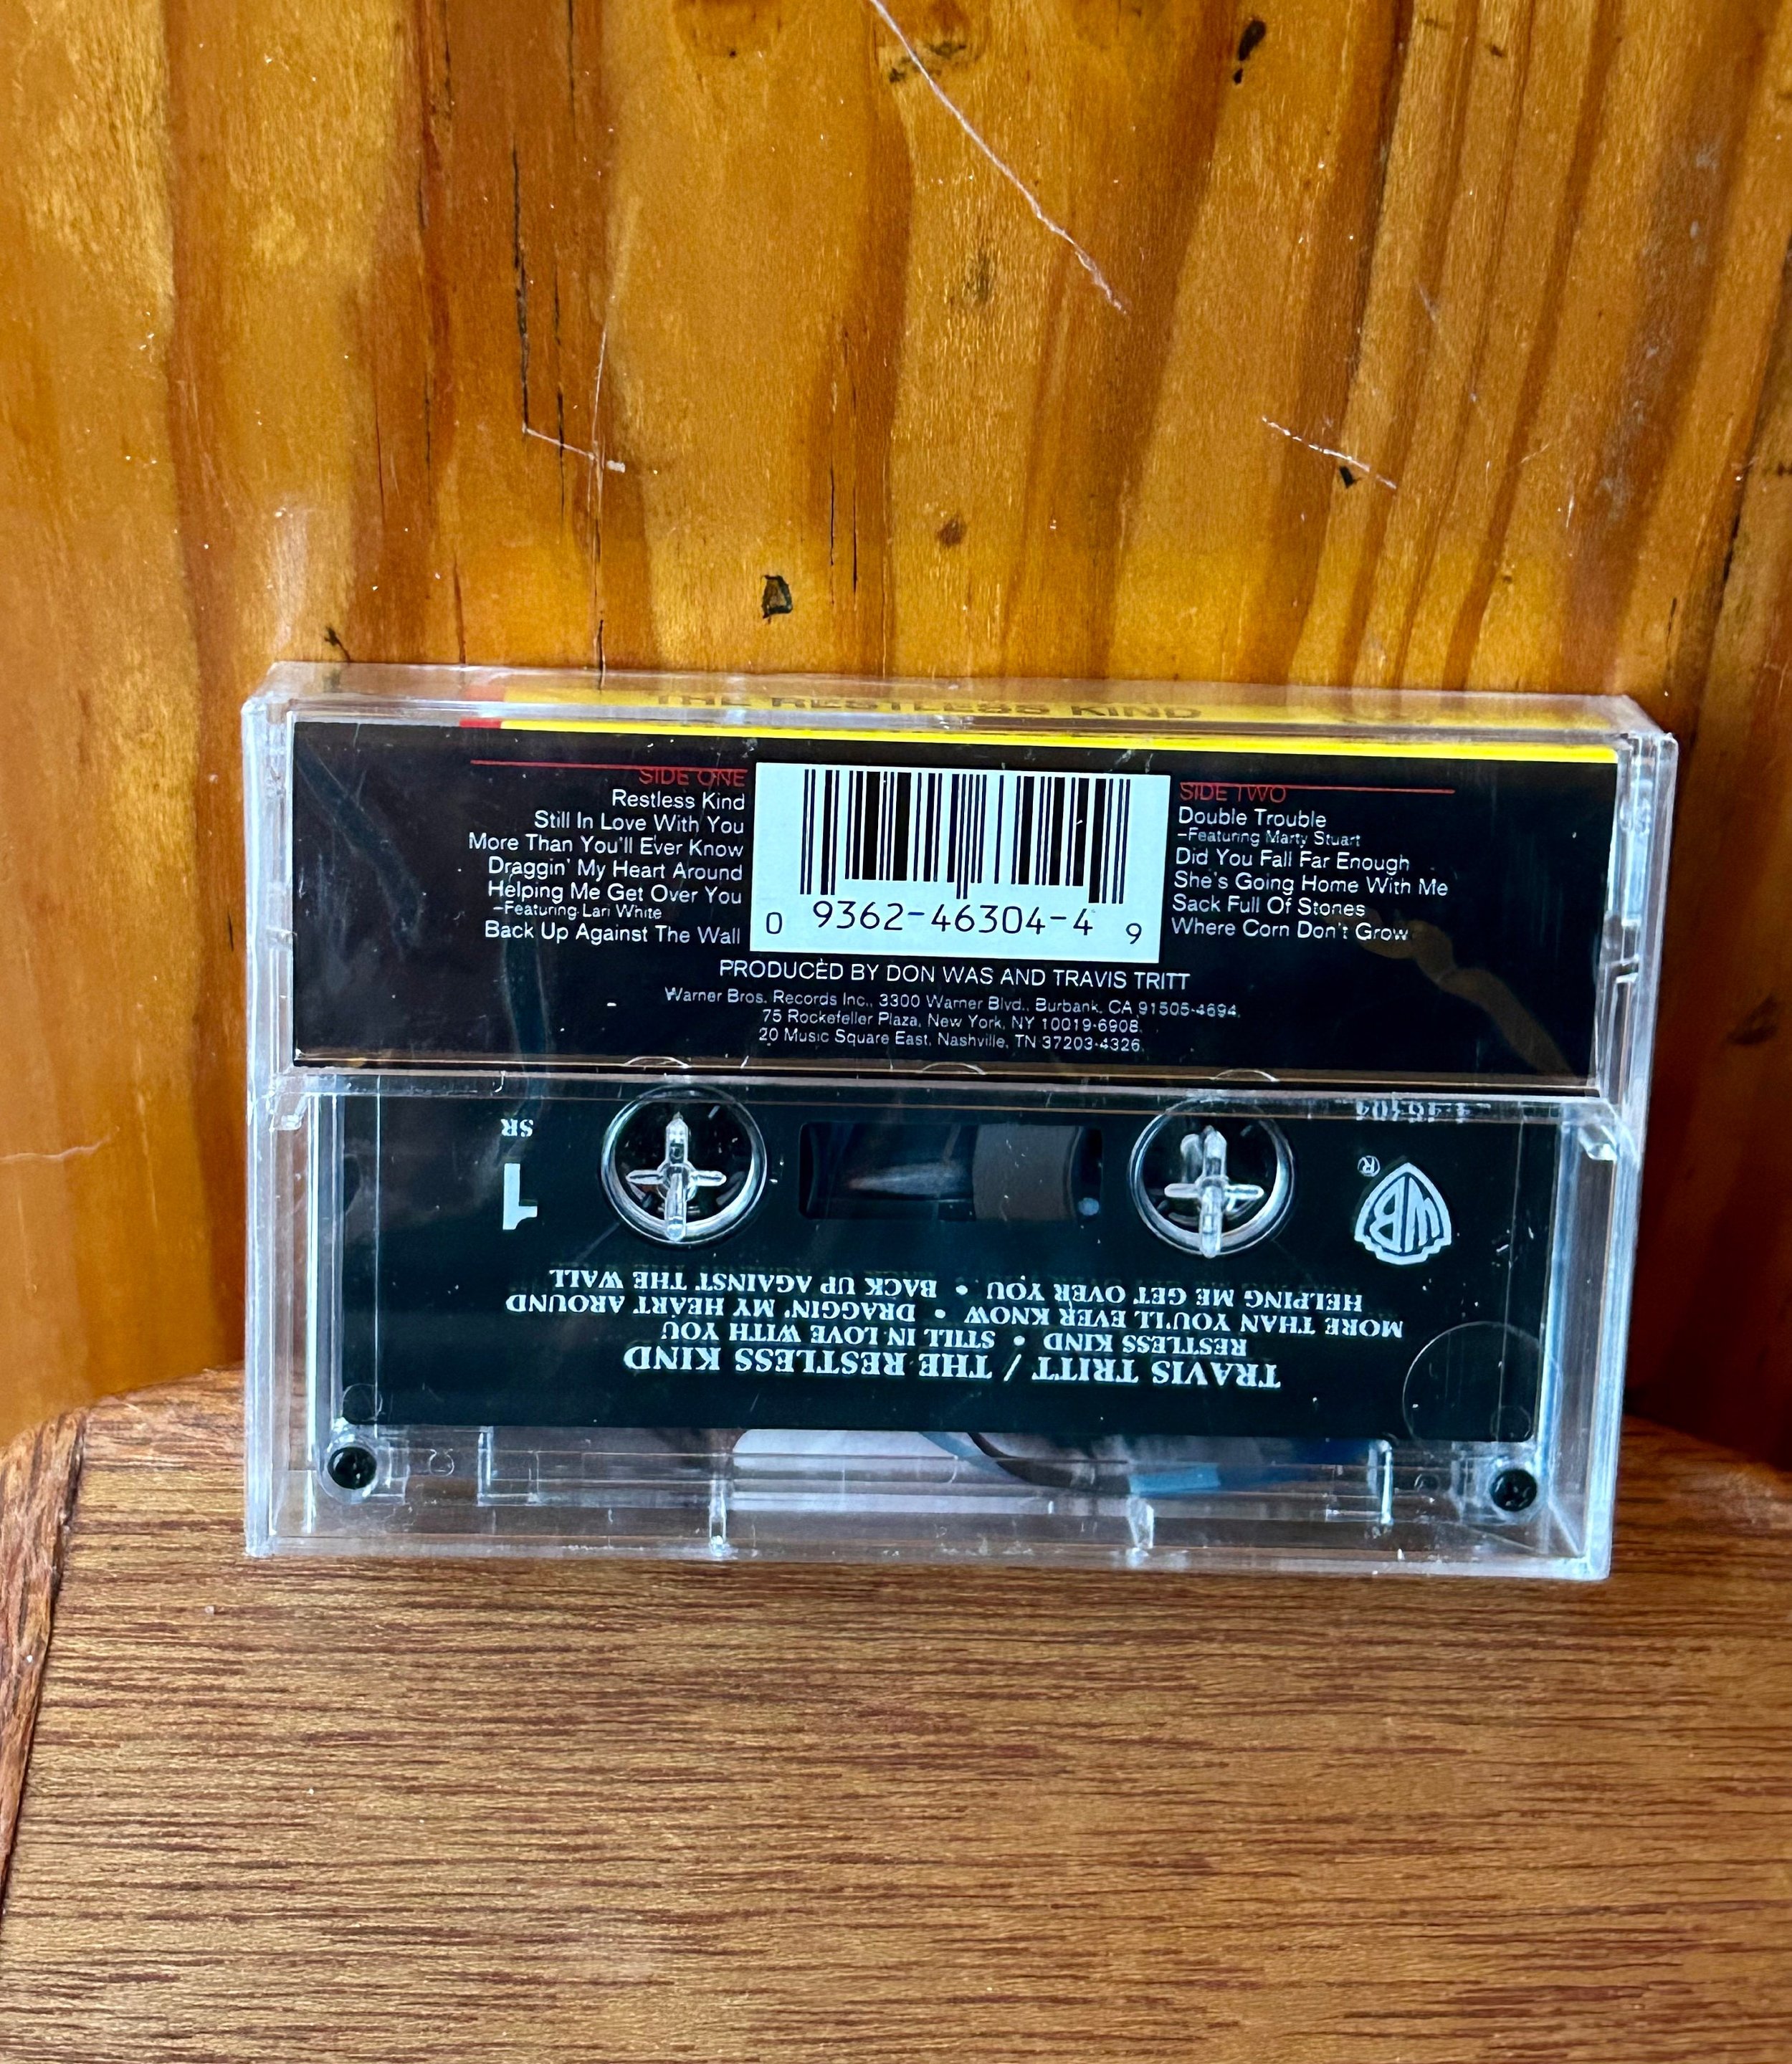 THE RESTLESS KIND
SIDE ONE
Restless Kind
Still In Love With You
More Than You'll Ever Know
Draggin' My Heart Around
Helping Me Get Over You
–Featuring Lari White
Back Up Against The Wall
0 9362-46304-4 9
SIDE TWO
Double Trouble
–Featuring Marty Stuart
Did You Fall Far Enough
She's Going Home With Me
Sack Full Of Stones
Where Corn Don't Grow
PRODUCED BY DON WAS AND TRAVIS TRITT
Warner Bros. Records Inc., 3300 Warner Blvd., Burbank, CA 91505-4694.
75 Rockefeller Plaza, New York, NY 10019-6908.
20 Music Square East, Nashville, TN 37203-4326.
TRAVIS TRITT / THE RESTLESS KIND
RESTLESS KIND • STILL IN LOVE WITH YOU
MORE THAN YOU'LL EVER KNOW • DRAGGIN' MY HEART AROUND
HELPING ME GET OVER YOU • BACK UP AGAINST THE WALL
WB ®
1
SR